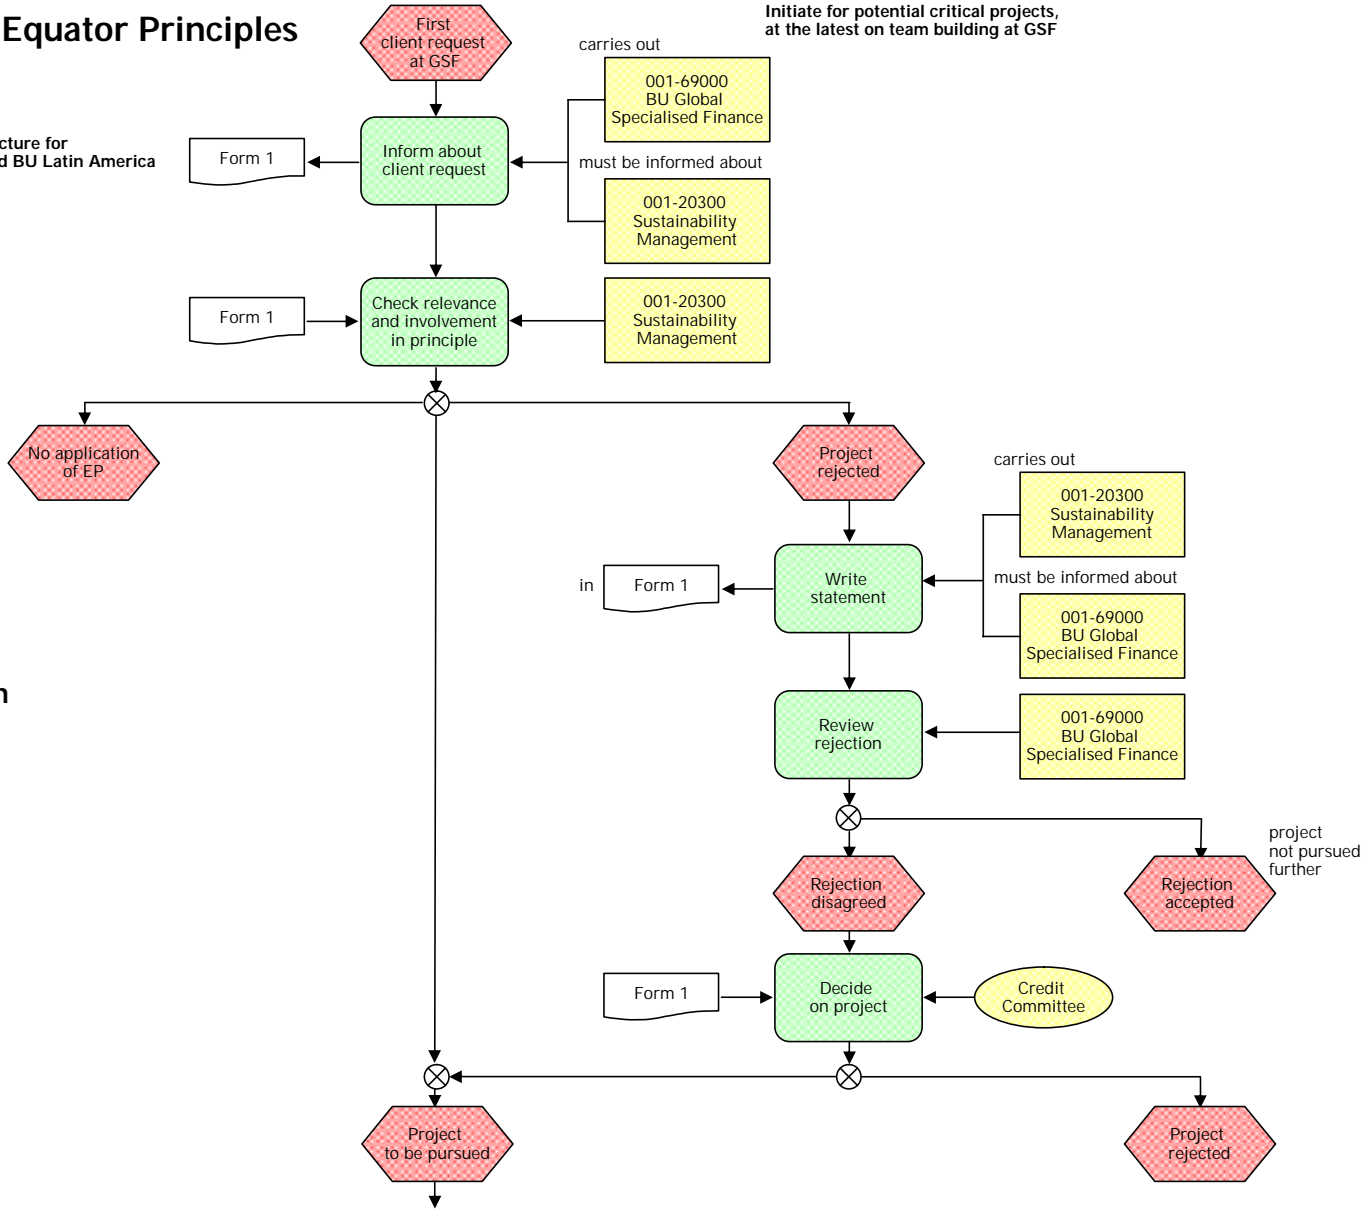 Equator Principles
First
client request
at GSF
Initiate for potential critical projects,
at the latest on team building at GSF
carries out
001-69000
BU Global
Specialised Finance
cture for
d BU Latin America
Form 1
Inform about
client request
must be informed about
001-20300
Sustainability
Management
Form 1
Check relevance
and involvement
in principle
001-20300
Sustainability
Management
No application
of EP
Project
rejected
carries out
001-20300
Sustainability
Management
in
Form 1
Write
statement
must be informed about
001-69000
BU Global
Specialised Finance
n
Review
rejection
001-69000
BU Global
Specialised Finance
project
not pursued
further
Rejection
disagreed
Rejection
accepted
Form 1
Decide
on project
Credit
Committee
Project
to be pursued
Project
rejected